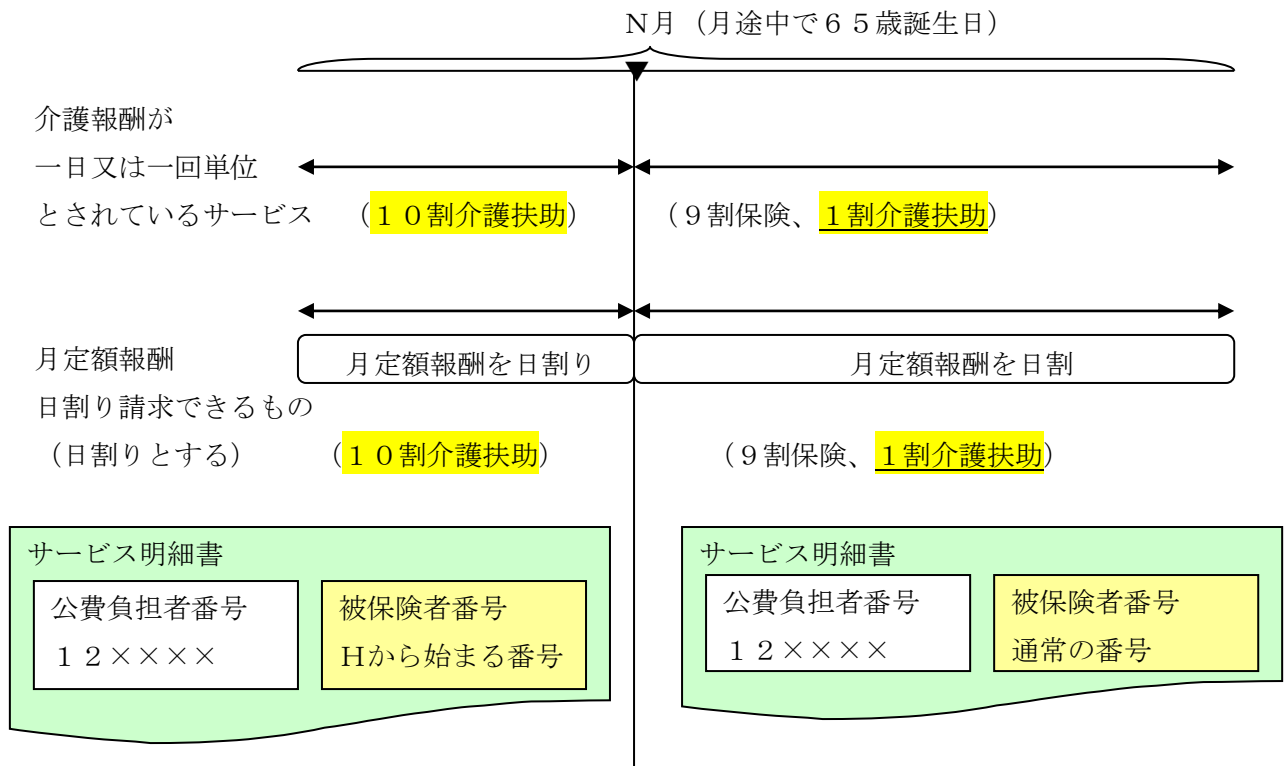 Ｎ月（月途中で６５歳誕生日）
介護報酬が
一日又は一回単位
とされているサービス
（１０割介護扶助）
（９割保険、１割介護扶助）
月定額報酬
日割り請求できるもの
（日割りとする）
月定額報酬を日割り
月定額報酬を日割
（１０割介護扶助）
（９割保険、１割介護扶助）
サービス明細書
公費負担者番号
１２××××
被保険者番号
Ｈから始まる番号
サービス明細書
公費負担者番号
１２××××
被保険者番号
通常の番号